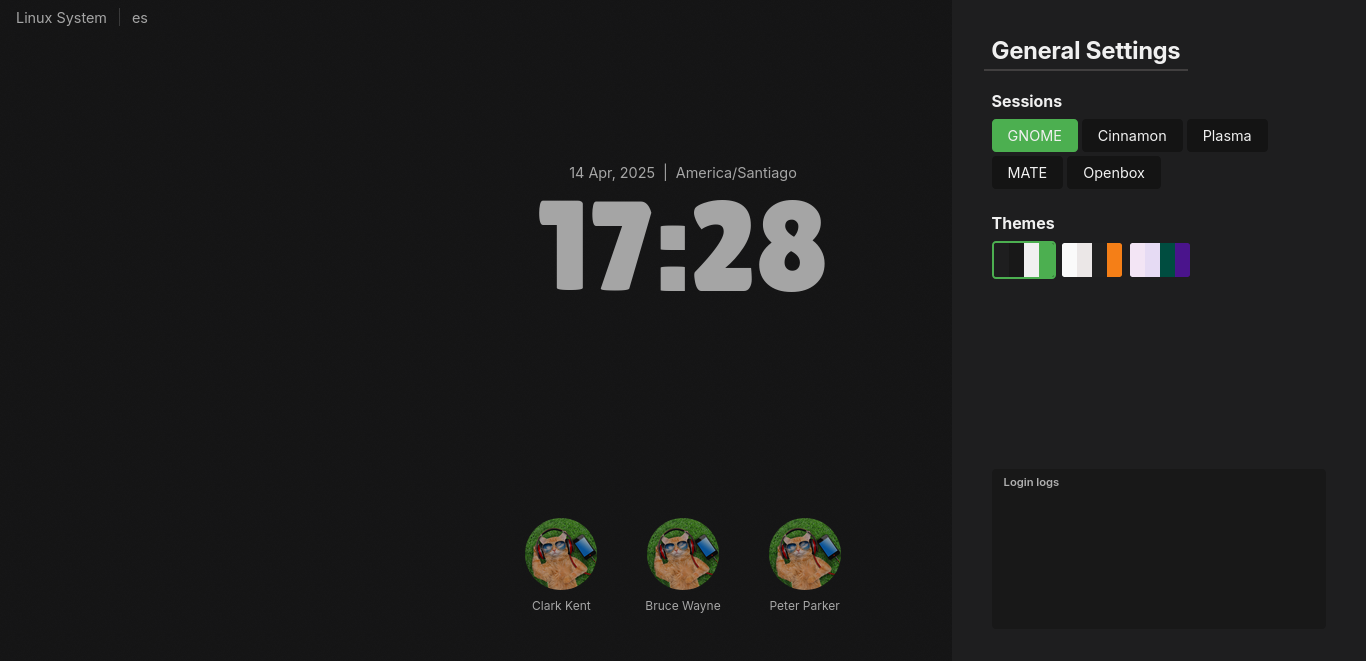 Linux System | es
14 Apr, 2025 | America/Santiago
17:28
Clark Kent
Bruce Wayne
Peter Parker
General Settings
Sessions
GNOME
Cinnamon
Plasma
MATE
Openbox
Themes
Login logs